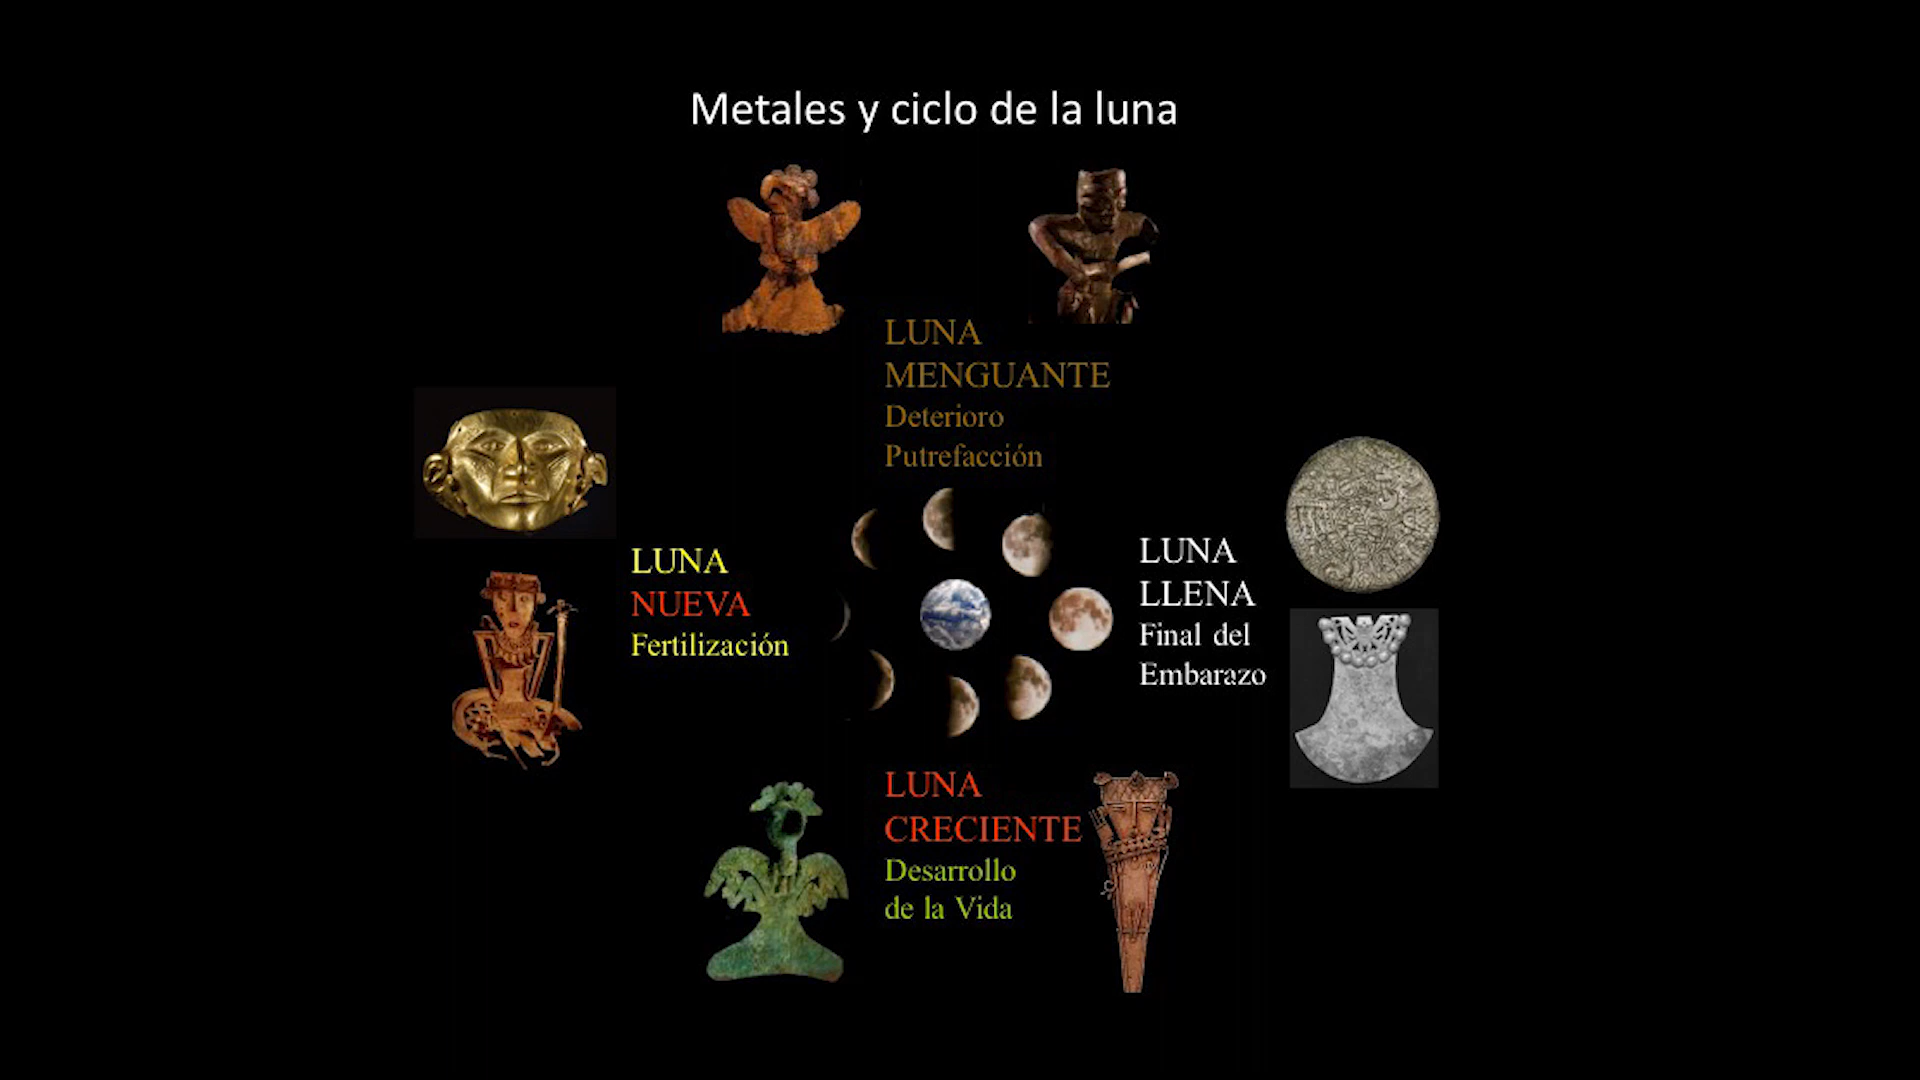 Metales y ciclo de la luna
LUNA
MENGUANTE
Deterioro
Putrefacción
LUNA
NUEVA
Fertilización
LUNA
LLENA
Final del
Embarazo
LUNA
CRECIENTE
Desarrollo
de la Vida